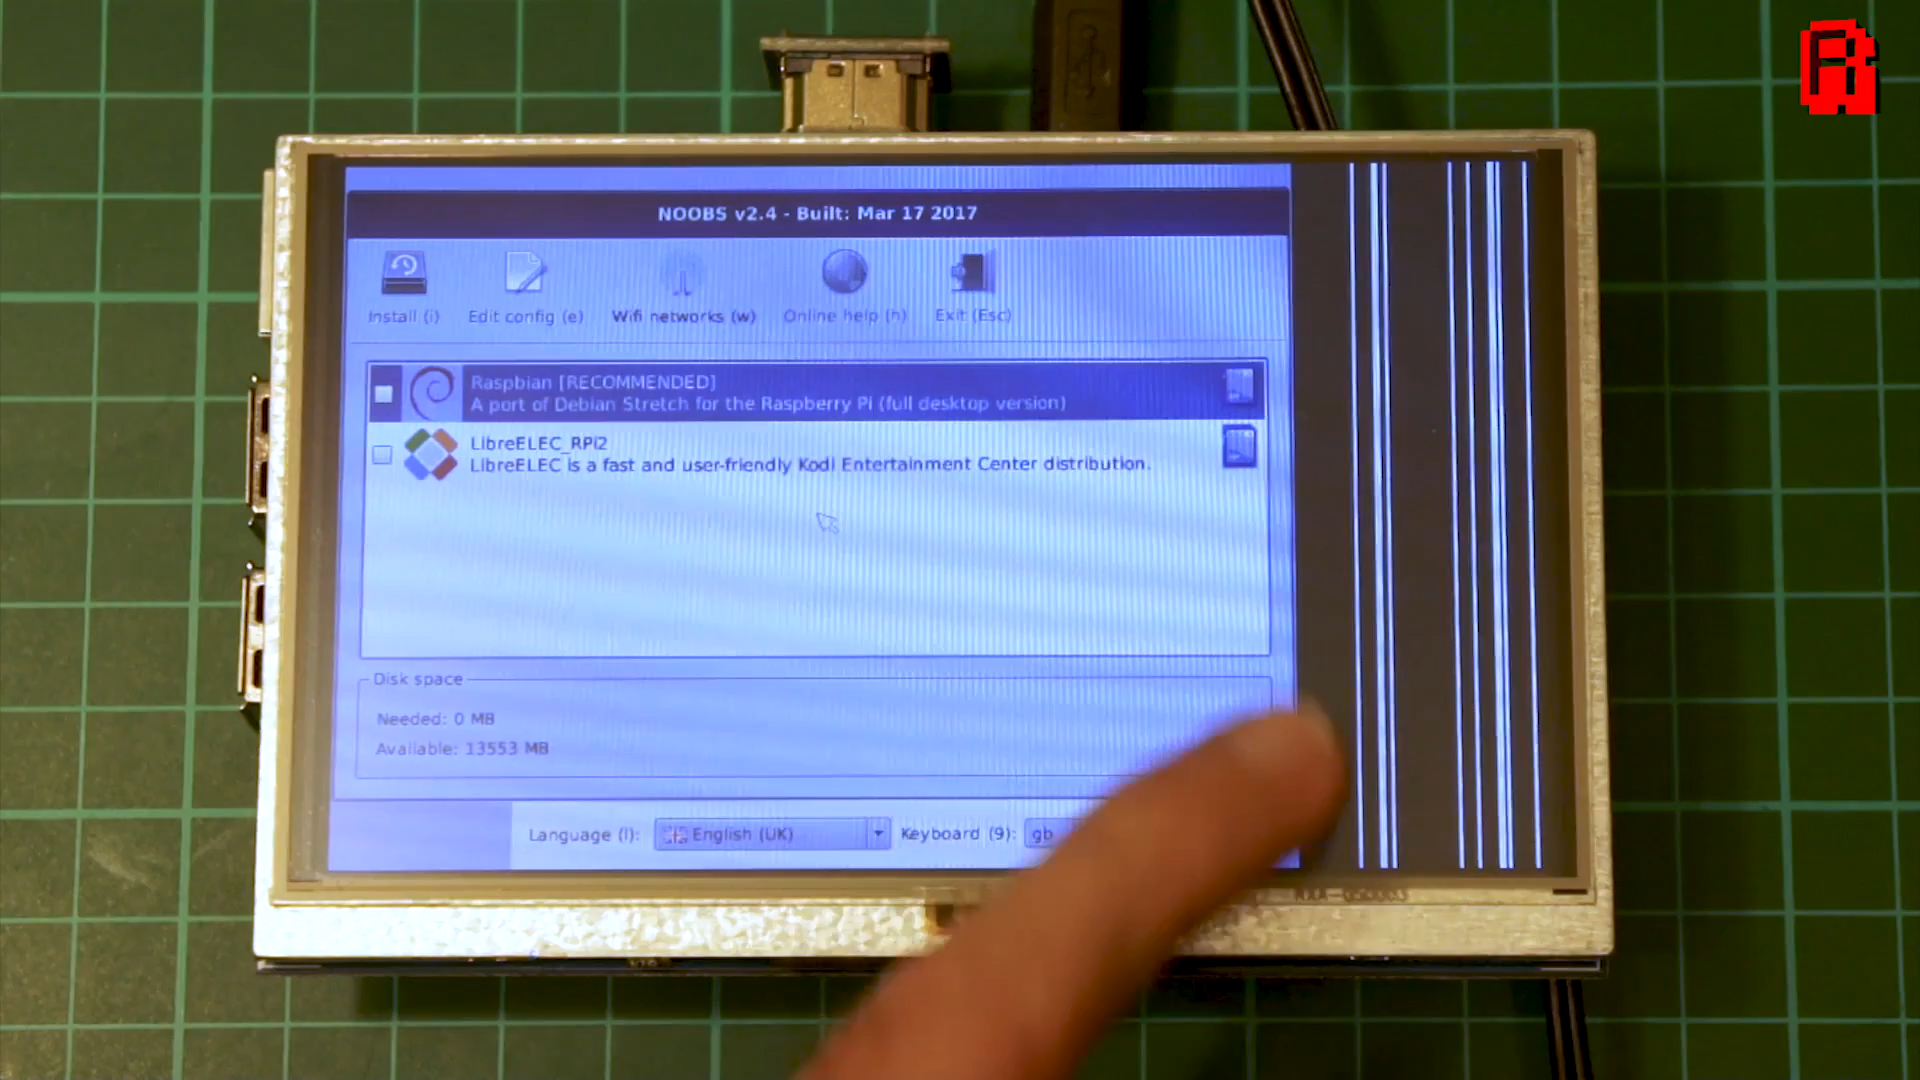 NOOBS v2.4 - Built: Mar 17 2017
Install (i)
Edit config (e)
Wifi networks (w)
Online help (h)
Exit (Esc)
Raspbian [RECOMMENDED]
A port of Debian Stretch for the Raspberry Pi (full desktop version)
LibreELEC_RPi2
LibreELEC is a fast and user-friendly Kodi Entertainment Center distribution.
Disk space
Needed: 0 MB
Available: 13553 MB
Language (l): English (UK) Keyboard (9): gb